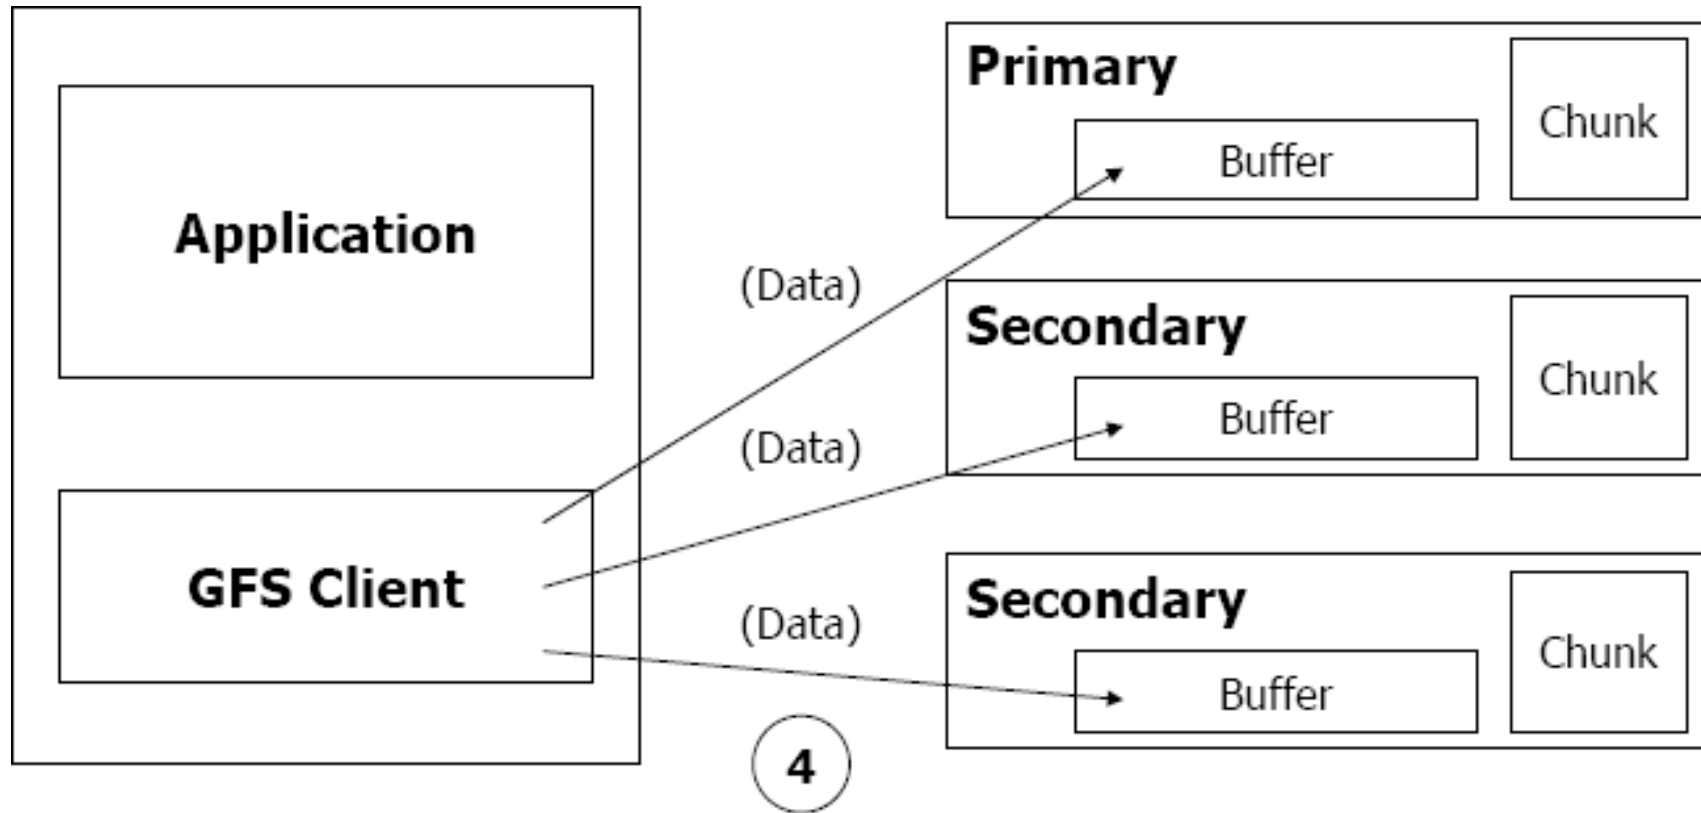 Application
GFS Client
(Data)
(Data)
(Data)
4
Primary
Buffer
Chunk
Secondary
Buffer
Chunk
Secondary
Buffer
Chunk